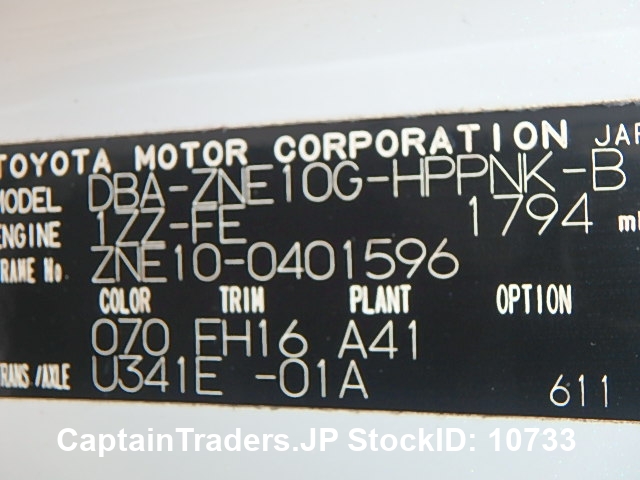 TOYOTA MOTOR CORPORATION JAP
MODEL DBA-ZNE10G-HPPNK-B
ENGINE 1ZZ-FE 1794 m
FRAME No. ZNE10-0401596
COLOR TRIM PLANT OPTION
070 EH16 A41
TRANS/AXLE U341E -01A
611
CaptainTraders.JP StockID: 10733